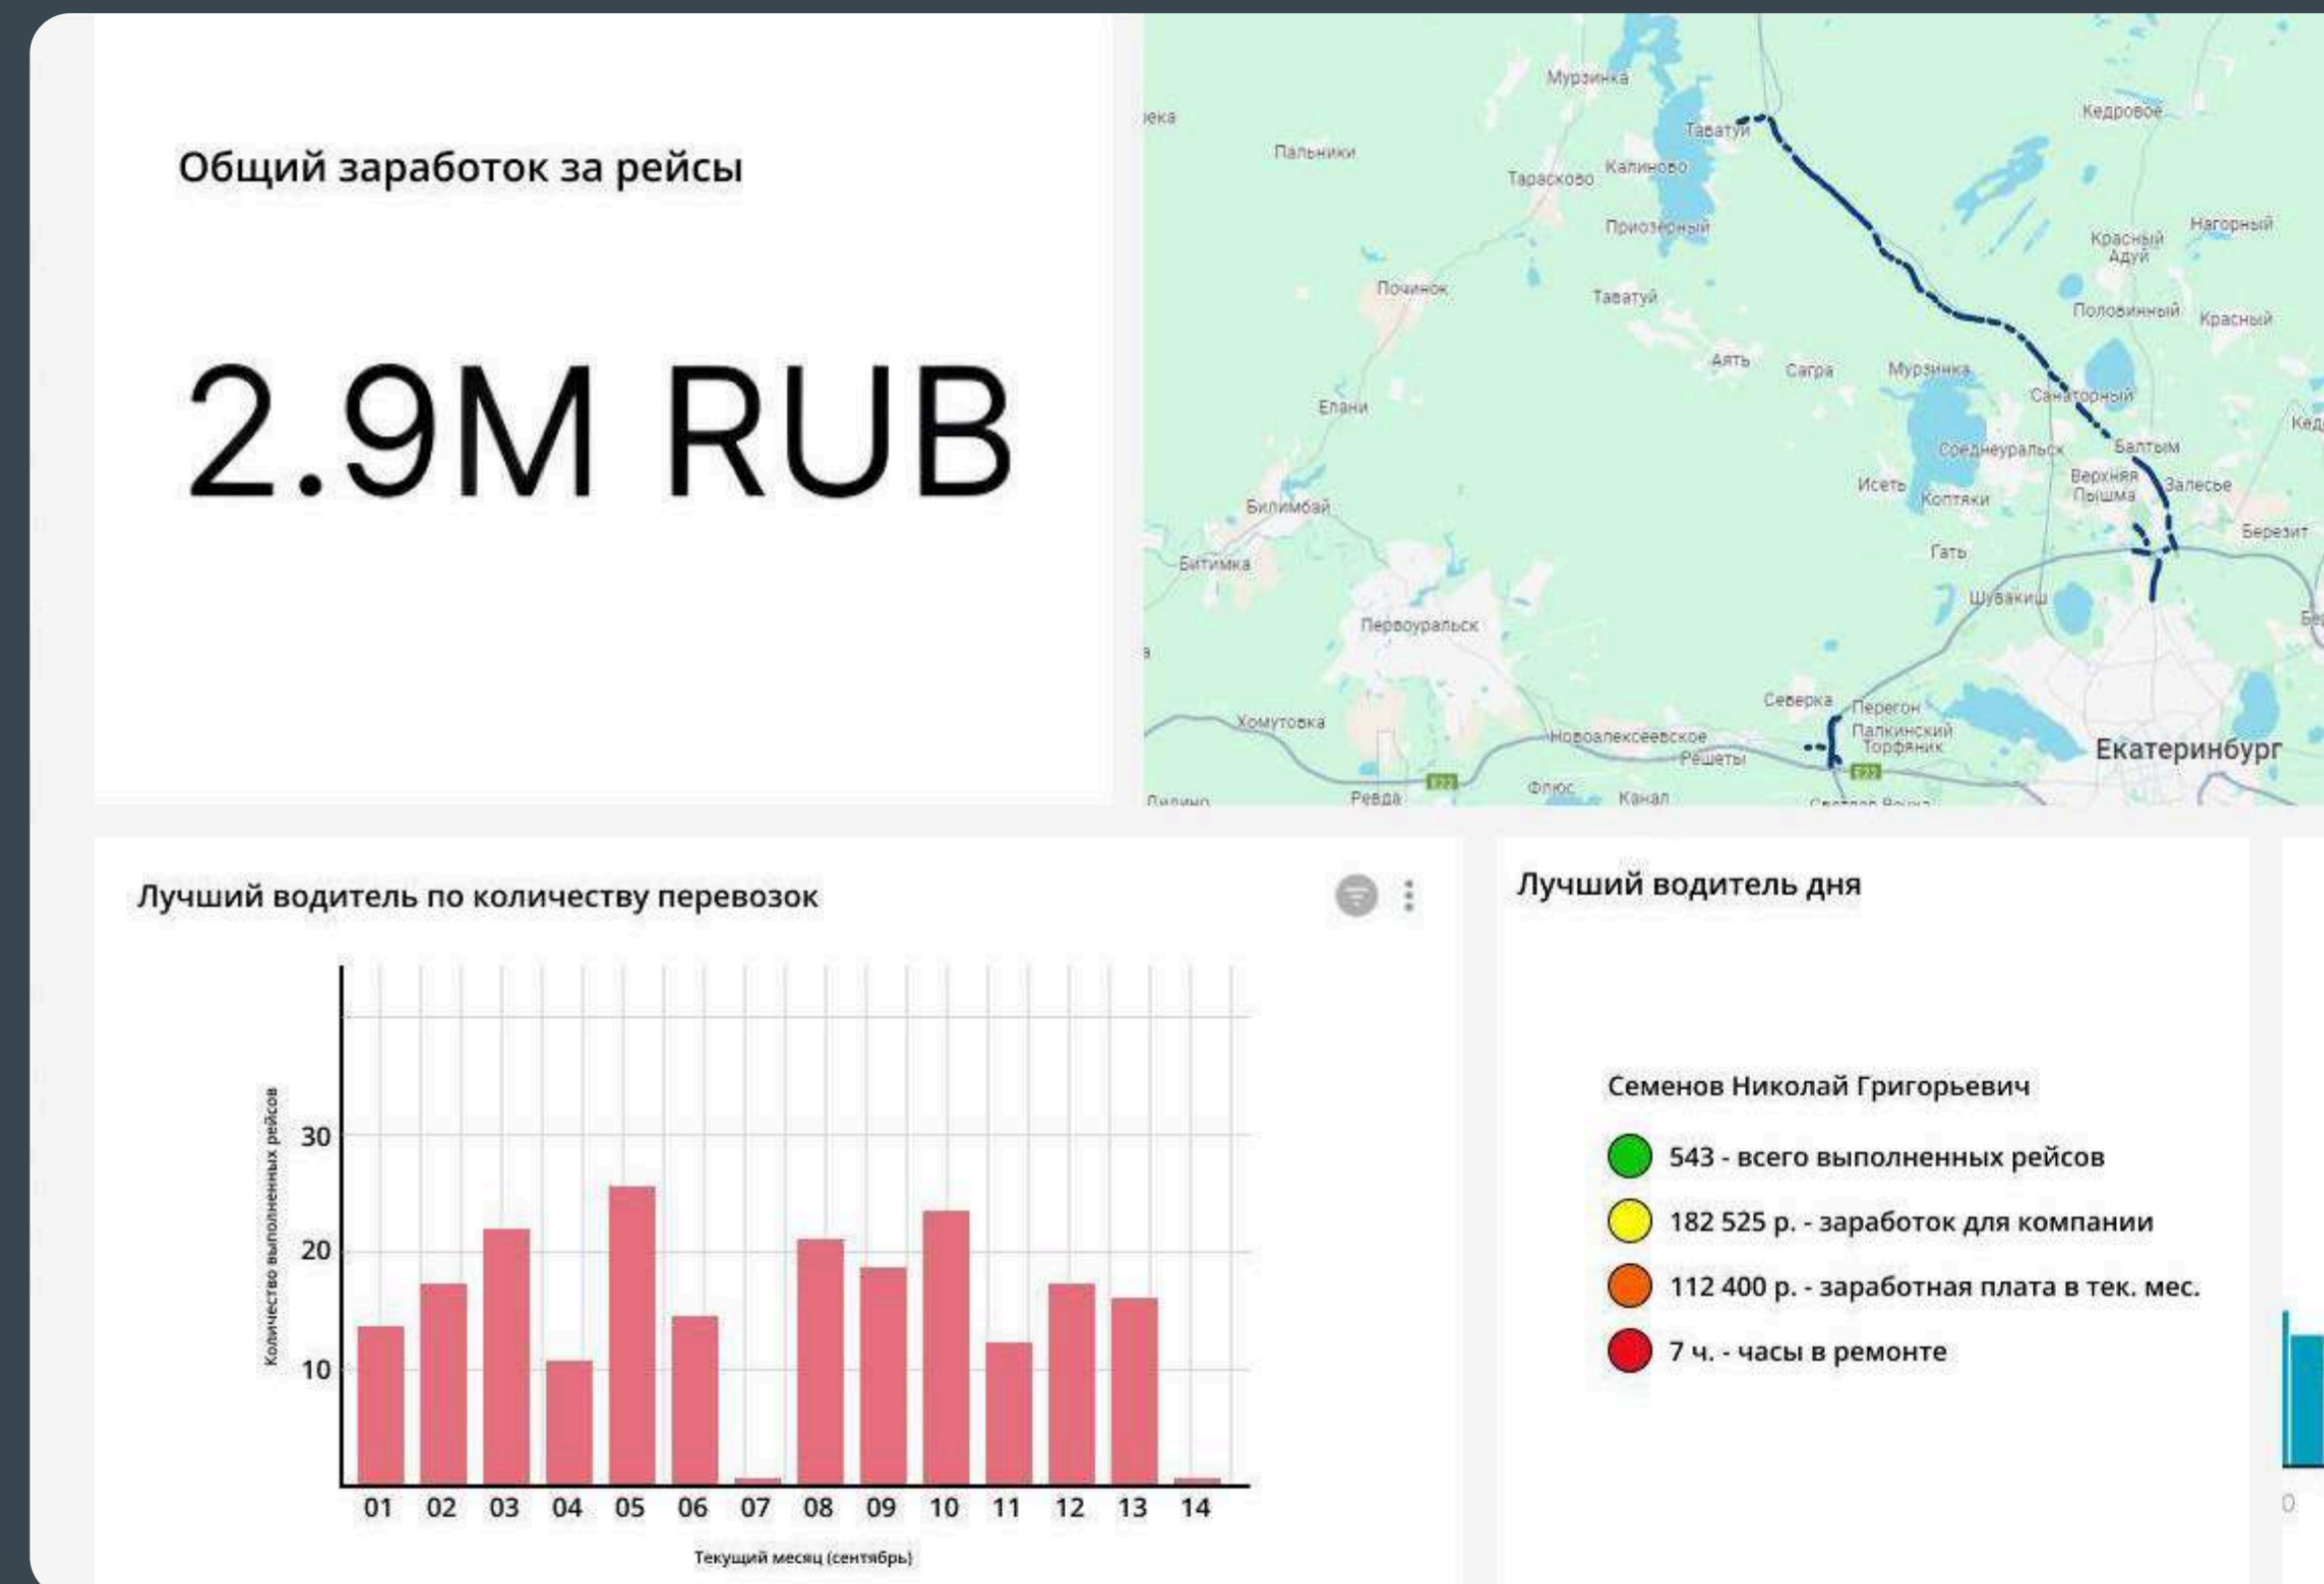 Общий заработок за рейсы
2.9M RUB
Мурзинка
Кедровое
Таватуй
Пальники
Калиново
Тарасково
Приозёрный
Нагорный
Красный
Адуй
Починок
Таватуй
Половинный
Красный
Аять
Сагра
Мурзинка
Санаторный
Елани
Балтым
Среднеуральск
Верхняя
Пышма
Залесье
Исеть
Коптяки
Билимбай
Березит
Гать
Битимка
Шувакиш
Первоуральск
Северка
Перегон
Хомутовка
Палкинский
Торфяник
Новоалексеевское
Решеты
Екатеринбург
E22
E22
Флюс
Ревда
Канал
Лучший водитель по количеству перевозок
Количество выполненных рейсов
30
20
10
01 02 03 04 05 06 07 08 09 10 11 12 13 14
Текущий месяц (сентябрь)
Лучший водитель дня
Семенов Николай Григорьевич
543 - всего выполненных рейсов
182 525 р. - заработок для компании
112 400 р. - заработная плата в тек. мес.
7 ч. - часы в ремонте
0